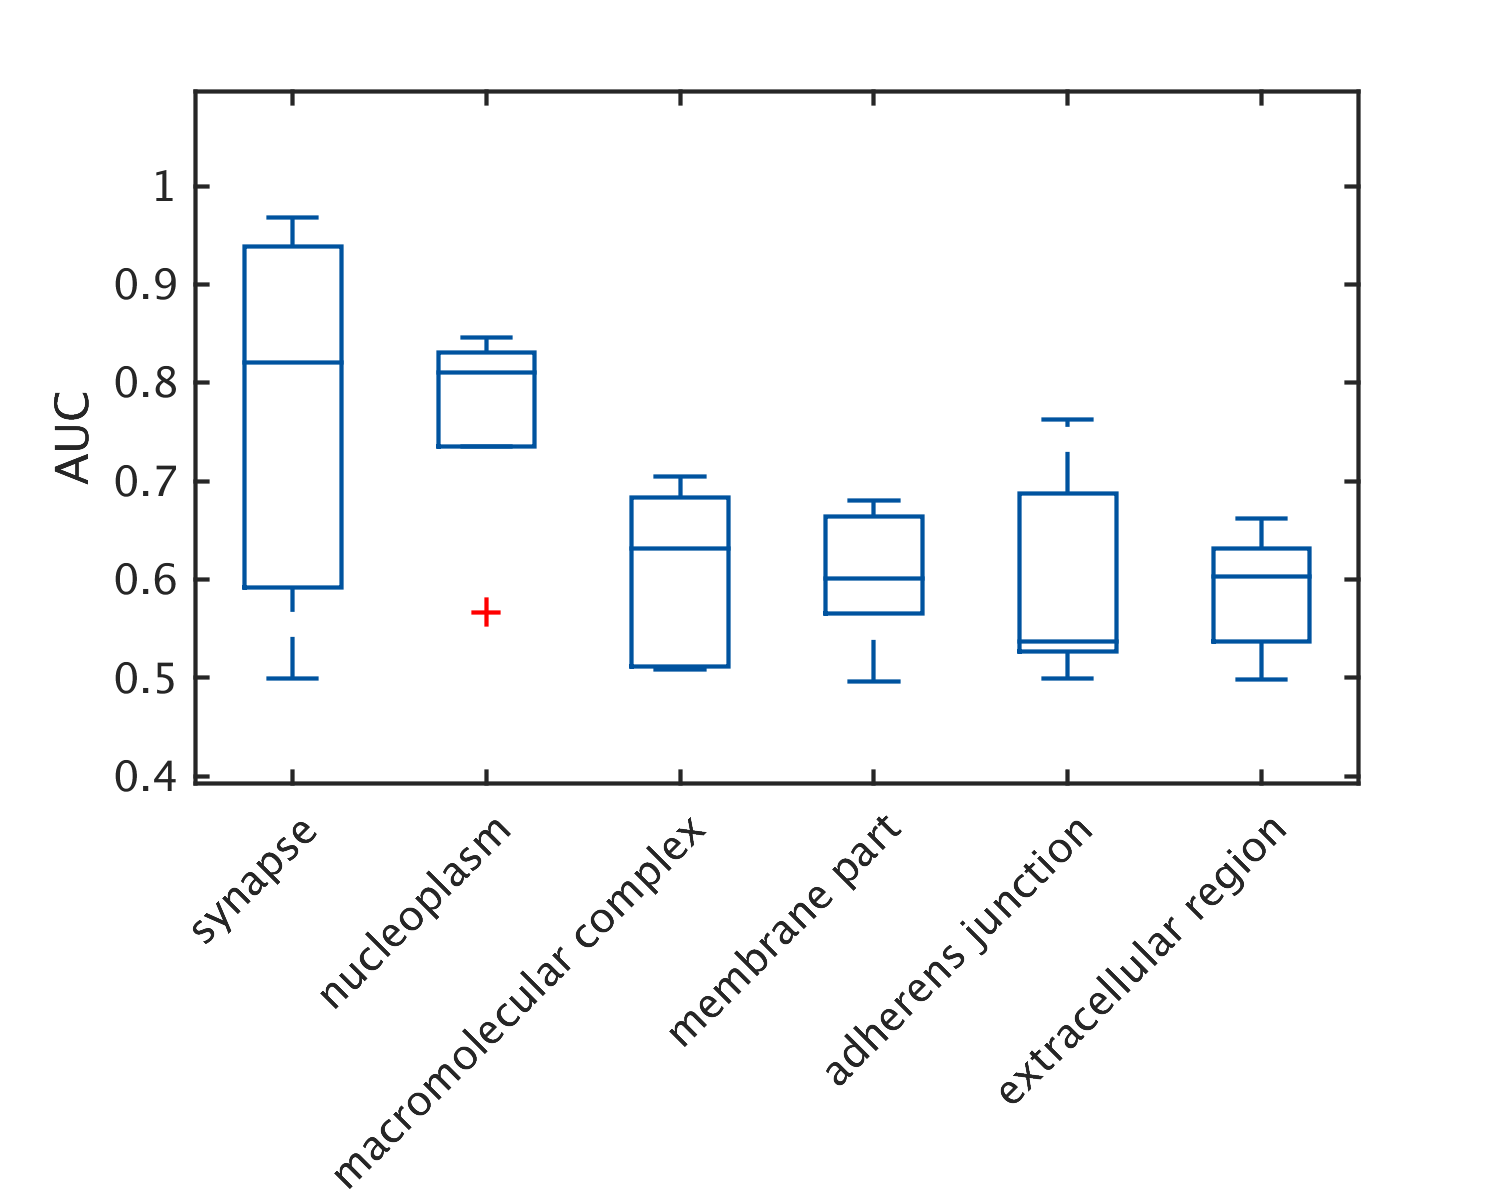 AUC
1
0.9
0.8
0.7
0.6
0.5
0.4
synapse
nucleoplasm
macromolecular complex
membrane part
adherens junction
extracellular region